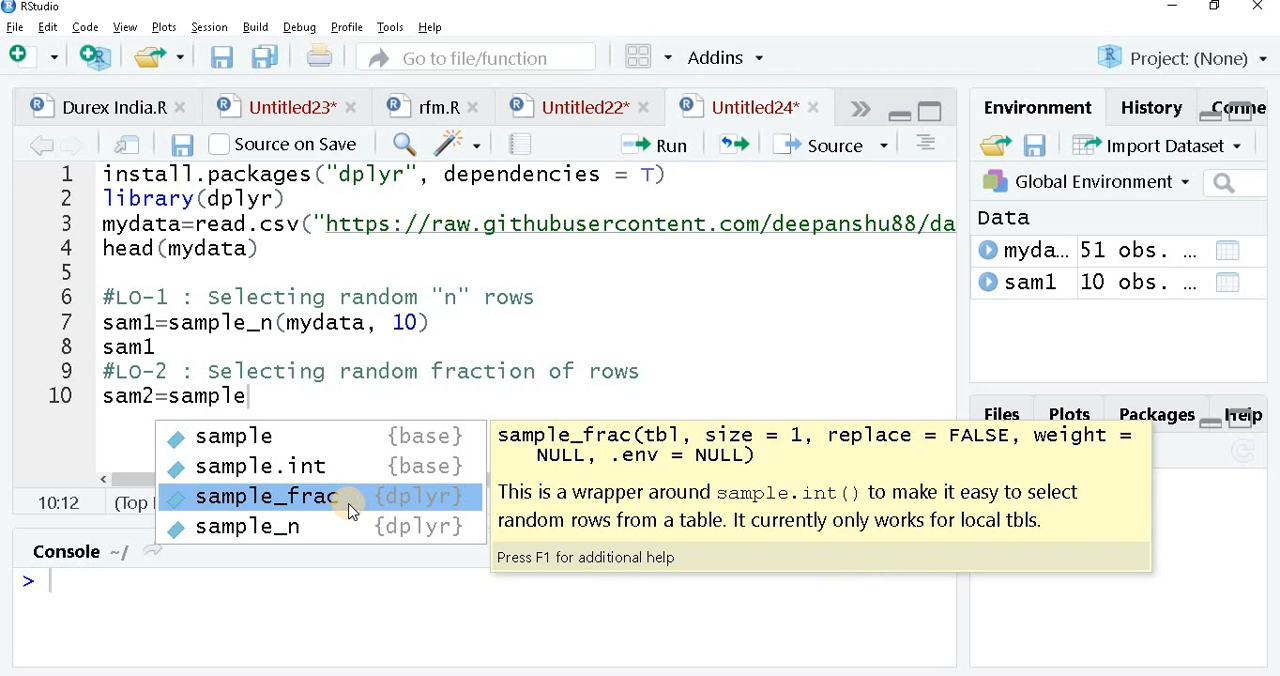 RStudio
File Edit Code View Plots Session Build Debug Profile Tools Help
Go to file/function Addins Project: (None)
Durex India.R Untitled23* rfm.R Untitled22* Untitled24*
Source on Save Run Source
1 install.packages("dplyr", dependencies = T)
2 library(dplyr)
3 mydata=read.csv("https://raw.githubusercontent.com/deepanshu88/da
4 head(mydata)
5
6 #LO-1 : Selecting random "n" rows
7 sam1=sample_n(mydata, 10)
8 sam1
9 #LO-2 : Selecting random fraction of rows
10 sam2=sample
sample {base}
sample.int {base}
sample_frac {dplyr}
sample_n {dplyr}
sample_frac(tbl, size = 1, replace = FALSE, weight =
NULL, .env = NULL)
This is a wrapper around sample.int() to make it easy to select
random rows from a table. It currently only works for local tbls.
Press F1 for additional help
10:12 (Top
Console ~/
>
Environment History Conne
Import Dataset
Global Environment
Data
myda... 51 obs. ...
sam1 10 obs. ...
Files Plots Packages Help